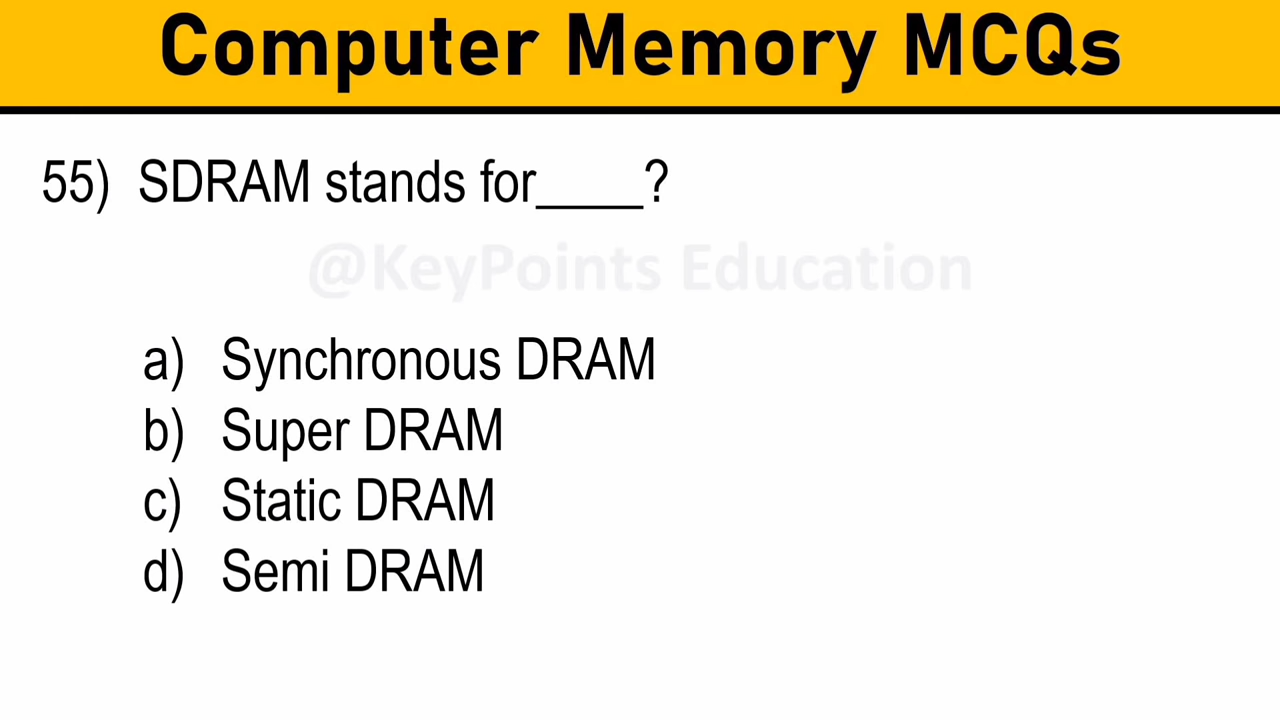 Computer Memory MCQs
55) SDRAM stands for____?
@KeyPoints Education
a) Synchronous DRAM
b) Super DRAM
c) Static DRAM
d) Semi DRAM